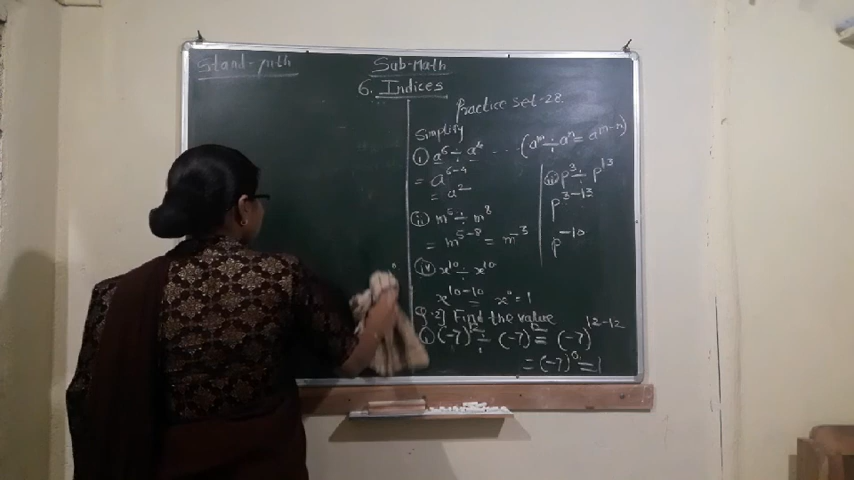 Stand-7th
Sub-Math
6. Indices
Practice Set-28
Simplify
(i) a⁶ ÷ a⁴ .... (aᵐ ÷ aⁿ = aᵐ⁻ⁿ)
= a⁶⁻⁴
= a²
(ii) m⁵ ÷ m⁸
= m⁵⁻⁸ = m⁻³
(iii) p³ ÷ p¹³
p³⁻¹³
p⁻¹⁰
(iv) x¹⁰ ÷ x¹⁰
x¹⁰⁻¹⁰ = x⁰ = 1
Q.2] Find the value
(i) (-7)¹² ÷ (-7)¹² = (-7)¹²⁻¹²
= (-7)⁰ = 1